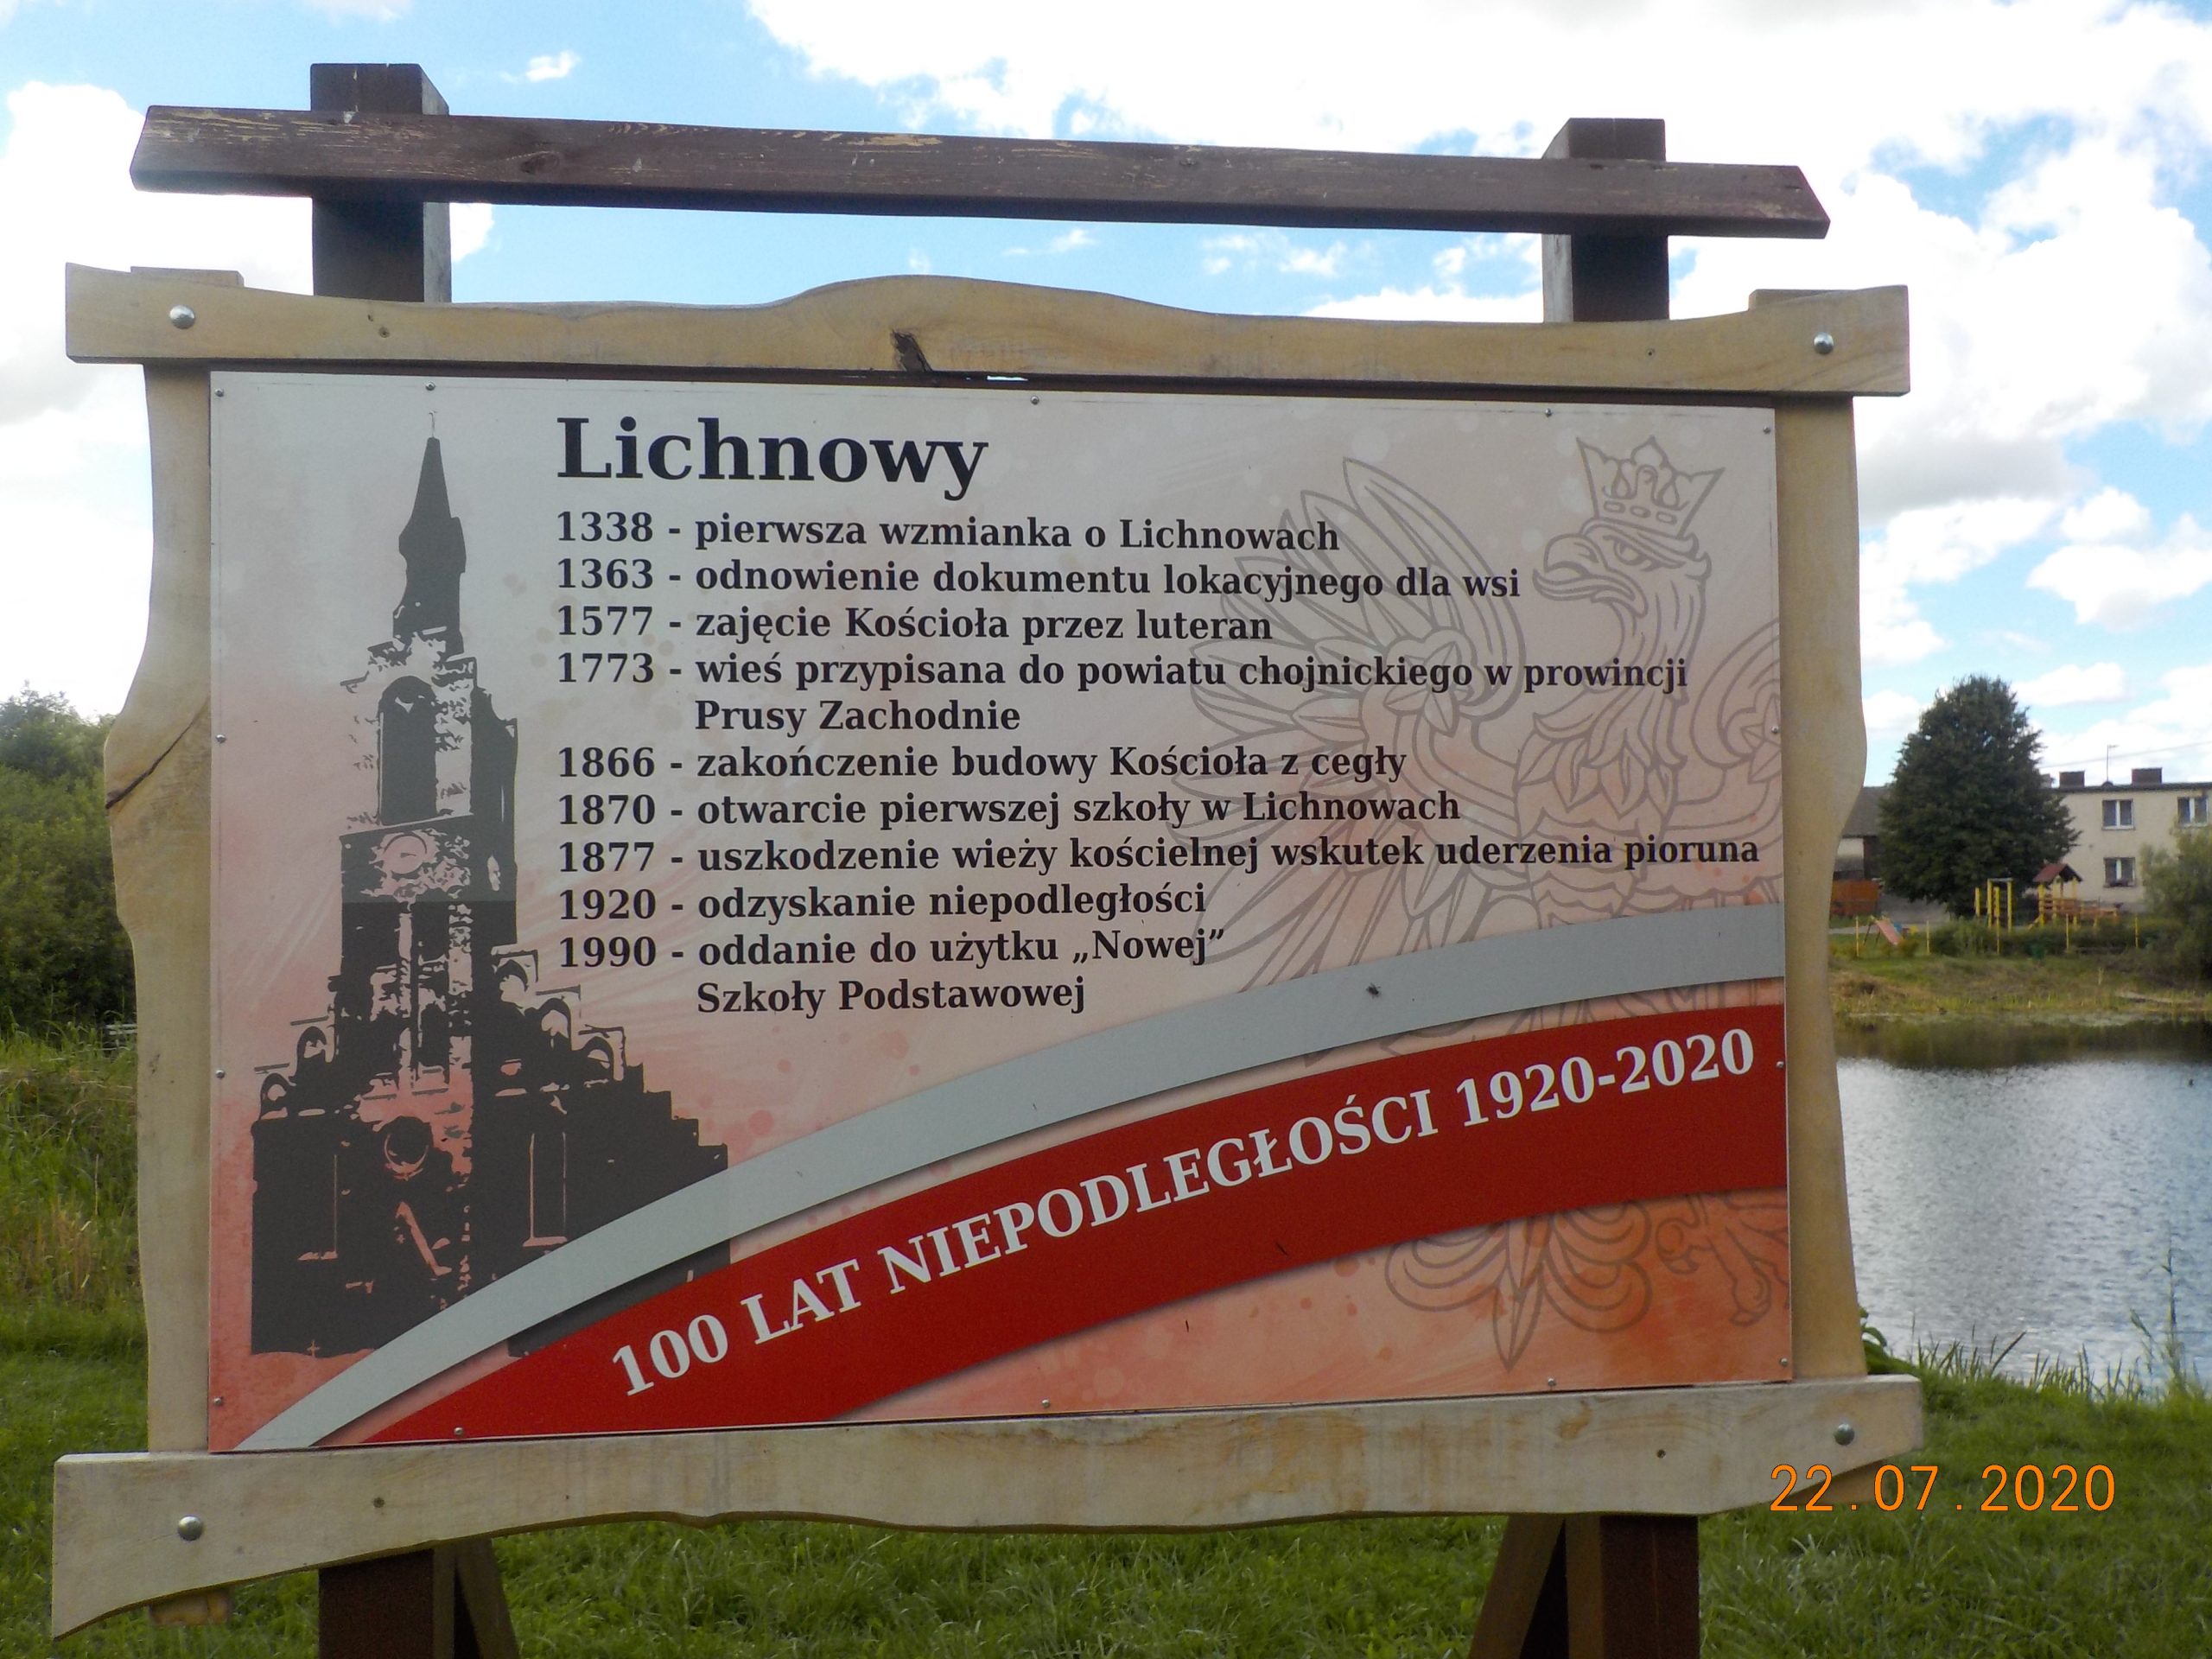 Lichnowy
1338 - pierwsza wzmianka o Lichnowach
1363 - odnowienie dokumentu lokacyjnego dla wsi
1577 - zajęcie Kościoła przez luteran
1773 - wieś przypisana do powiatu chojnickiego w prowincji
Prusy Zachodnie
1866 - zakończenie budowy Kościoła z cegły
1870 - otwarcie pierwszej szkoły w Lichnowach
1877 - uszkodzenie wieży kościelnej wskutek uderzenia pioruna
1920 - odzyskanie niepodległości
1990 - oddanie do użytku „Nowej”
Szkoły Podstawowej
100 LAT NIEPODLEGŁOŚCI 1920-2020
22.07.2020